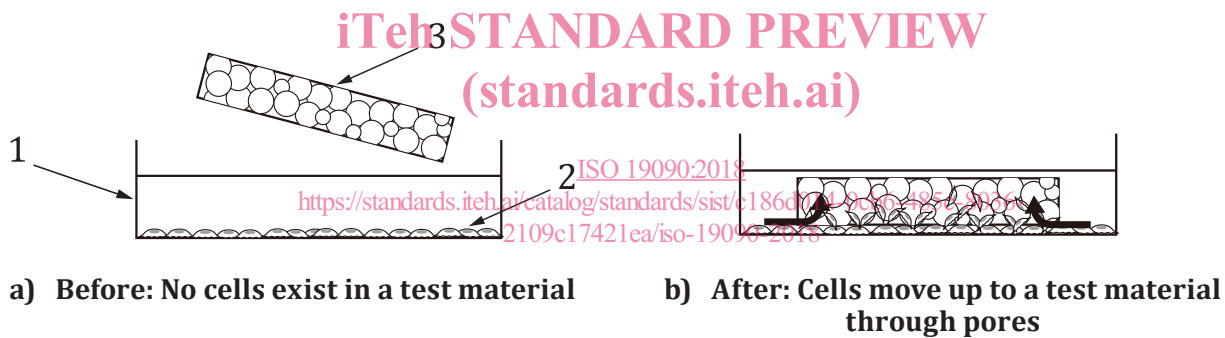 iTeh STANDARD PREVIEW
(standards.iteh.ai)
3
1
2
ISO 19090:2018
https://standards.iteh.ai/catalog/standards/sist/
2109c17421ea/iso-19090-2018
a) Before: No cells exist in a test material
b) After: Cells move up to a test material
through pores